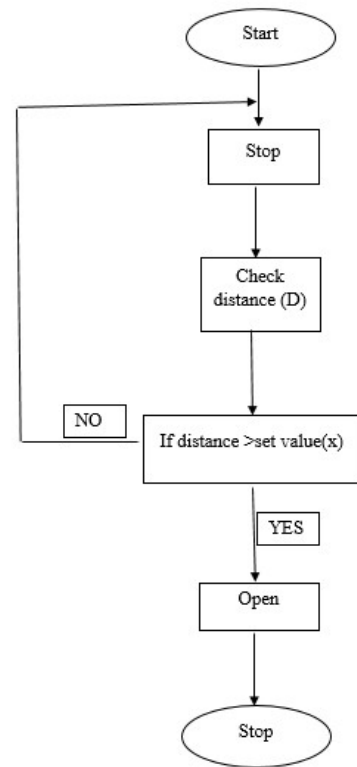 Start
Stop
Check
distance (D)
NO
If distance >set value(x)
YES
Open
Stop